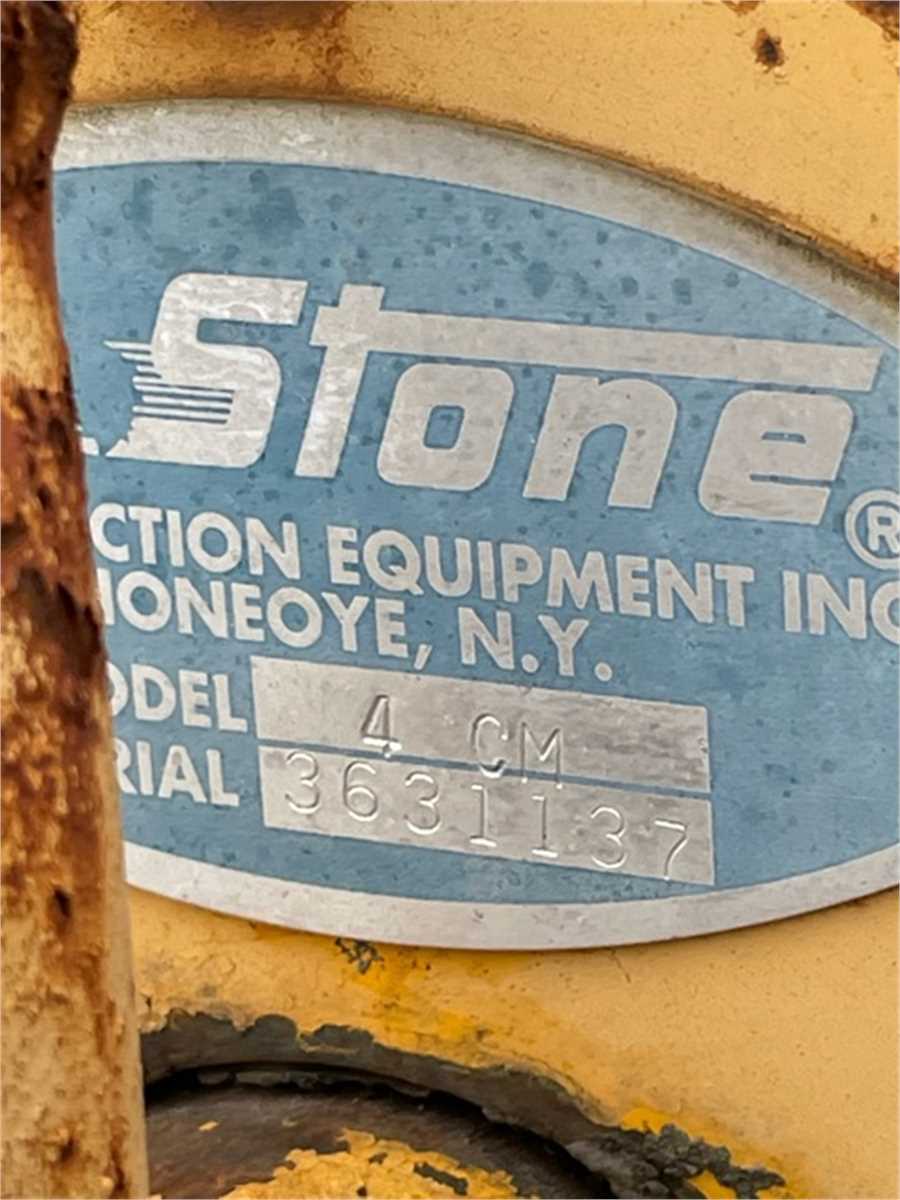 Stone®
CTION EQUIPMENT INC
HONEOYE, N.Y.
ODEL 4 CM
RIAL 3631137